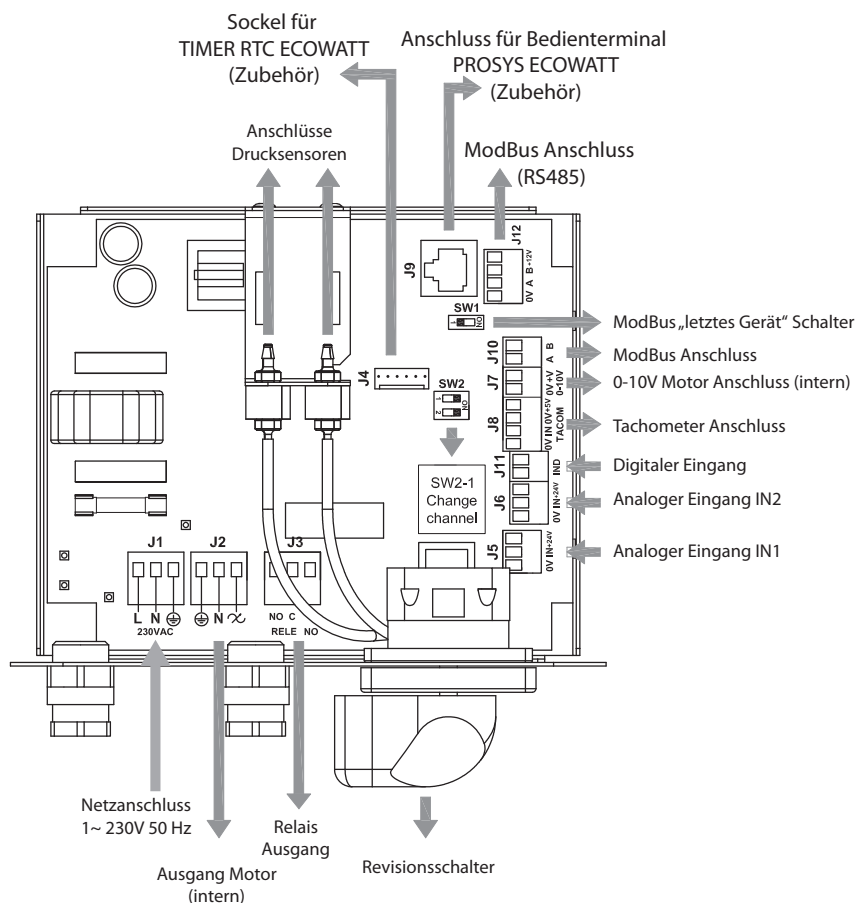 Sockel für
TIMER RTC ECOWATT
(Zubehör)
Anschluss für Bedienterminal
PROSYS ECOWATT
(Zubehör)
Anschlüsse
Drucksensoren
ModBus Anschluss
(RS485)
J12
0V A B +12V
J9
SW1
1
ON
ModBus „letztes Gerät“ Schalter
J10
A B
ModBus Anschluss
J4
J7
0V +V
0-10V
0-10V Motor Anschluss (intern)
SW2
1
2
ON
J8
0V IN 0V +5V
TACOM
Tachometer Anschluss
J11
IND
Digitaler Eingang
SW2-1
Change
channel
J6
0V IN +24V
Analoger Eingang IN2
J5
0V IN +24V
Analoger Eingang IN1
J1
J2
J3
L N
230VAC
N
NO C
RELE NO
Netzanschluss
1~ 230V 50 Hz
Ausgang Motor
(intern)
Relais
Ausgang
Revisionsschalter